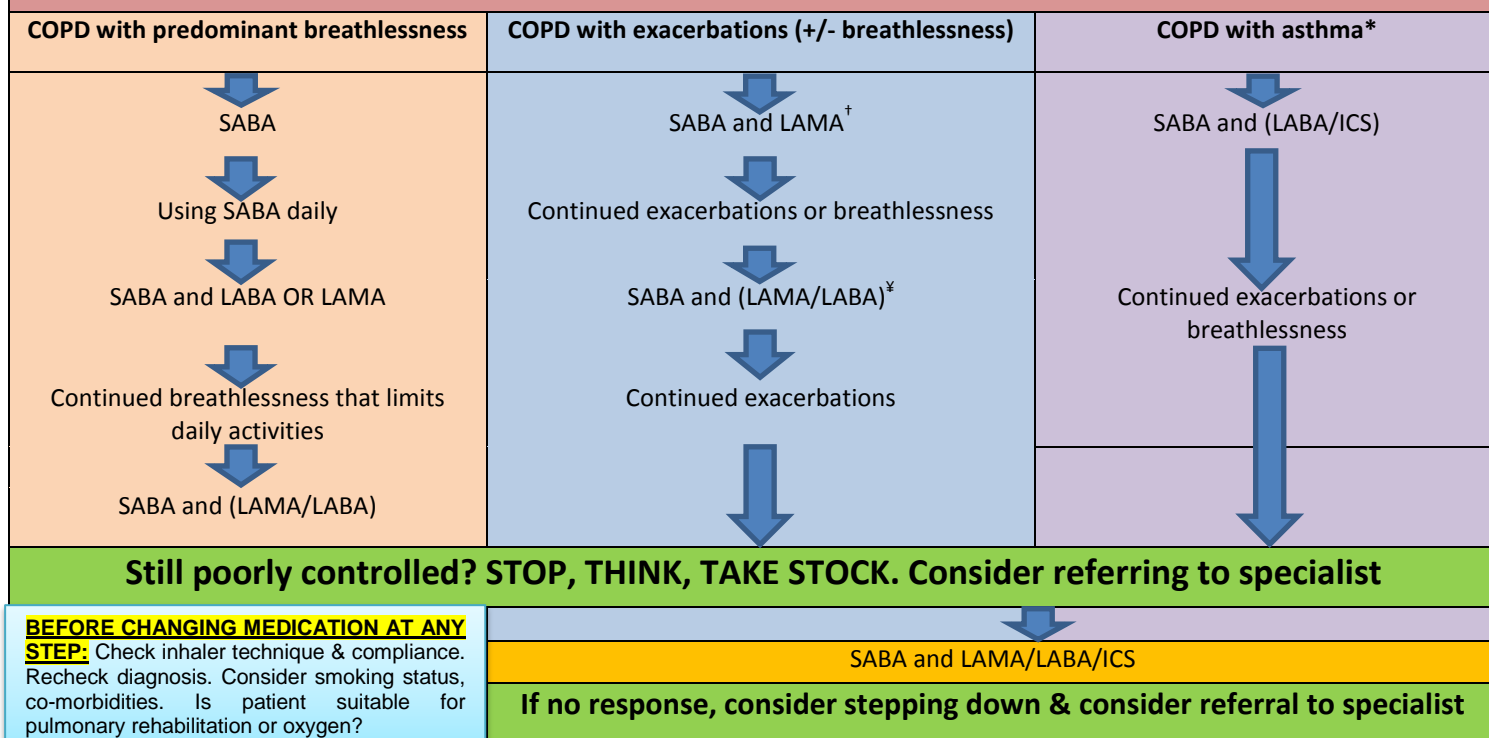 COPD with predominant breathlessness
SABA
Using SABA daily
SABA and LABA OR LAMA
Continued breathlessness that limits
daily activities
SABA and (LAMA/LABA)
COPD with exacerbations (+/- breathlessness)
SABA and LAMA†
Continued exacerbations or breathlessness
SABA and (LAMA/LABA)¥
Continued exacerbations
COPD with asthma*
SABA and (LABA/ICS)
Continued exacerbations or
breathlessness
Still poorly controlled? STOP, THINK, TAKE STOCK. Consider referring to specialist
BEFORE CHANGING MEDICATION AT ANY
STEP: Check inhaler technique & compliance.
Recheck diagnosis. Consider smoking status,
co-morbidities. Is patient suitable for
pulmonary rehabilitation or oxygen?
SABA and LAMA/LABA/ICS
If no response, consider stepping down & consider referral to specialist